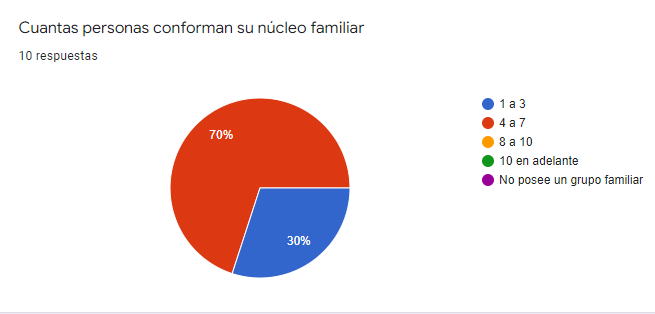 Cuantas personas conforman su núcleo familiar
10 respuestas
70%
30%
1 a 3
4 a 7
8 a 10
10 en adelante
No posee un grupo familiar